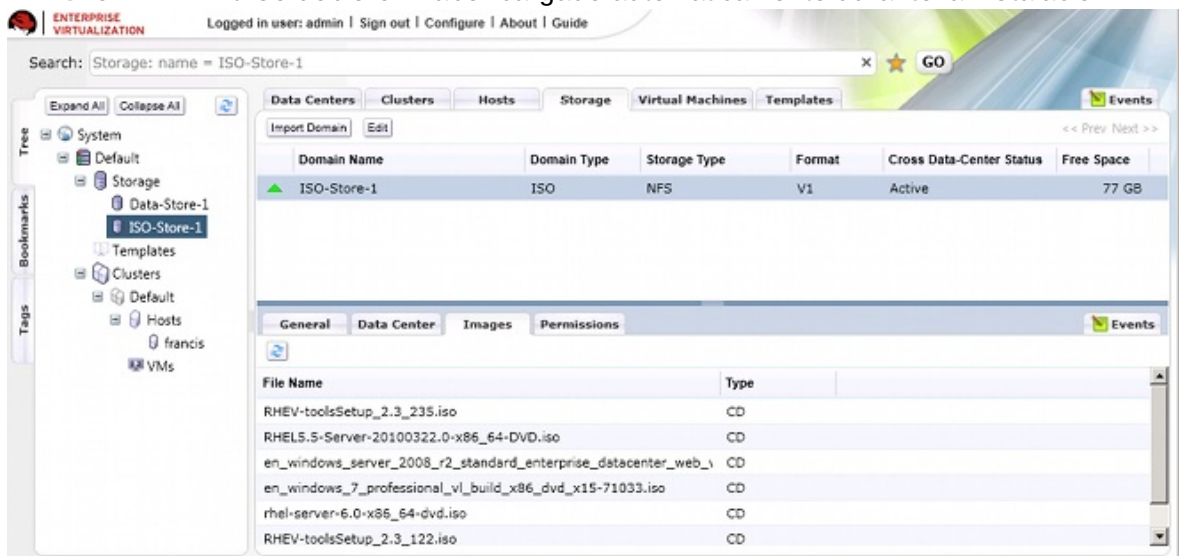 ENTERPRISE
VIRTUALIZATION
Logged in user: admin | Sign out | Configure | About | Guide
Search: Storage: name = ISO-Store-1
GO
Expand All Collapse All
Tree
Bookmarks
Tags
System
Default
Storage
Data-Store-1
ISO-Store-1
Templates
Clusters
Default
Hosts
francis
VMs
Data Centers Clusters Hosts Storage Virtual Machines Templates Events
Import Domain Edit << Prev Next >>
Domain Name Domain Type Storage Type Format Cross Data-Center Status Free Space
ISO-Store-1 ISO NFS V1 Active 77 GB
General Data Center Images Permissions Events
File Name Type
RHEV-toolsSetup_2.3_235.iso CD
RHEL5.5-Server-20100322.0-x86_64-DVD.iso CD
en_windows_server_2008_r2_standard_enterprise_datacenter_web_ CD
en_windows_7_professional_vl_build_x86_dvd_x15-71033.iso CD
rhel-server-6.0-x86_64-dvd.iso CD
RHEV-toolsSetup_2.3_122.iso CD